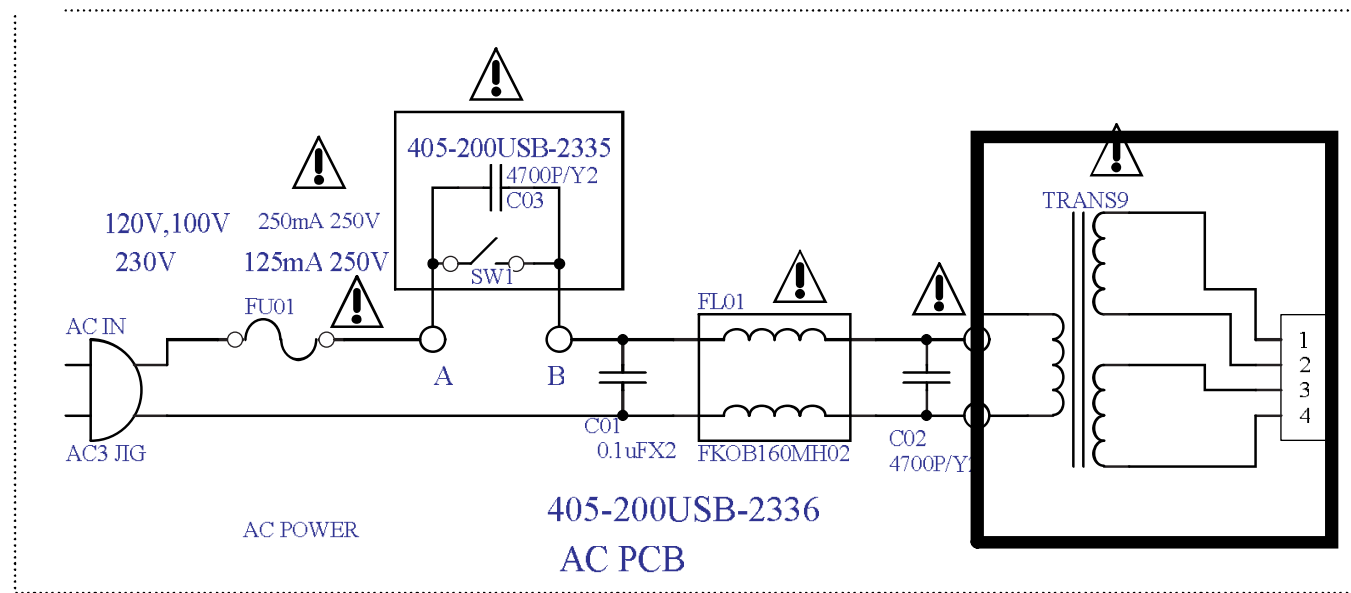 405-200USB-2335
4700P/Y2
C03
SW1
120V,100V
250mA 250V
230V
125mA 250V
FU01
AC IN
AC3 JIG
A
B
C01
0.1uFX2
FL01
FKOB160MH02
C02
4700P/Y2
TRANS9
1
2
3
4
AC POWER
405-200USB-2336
AC PCB